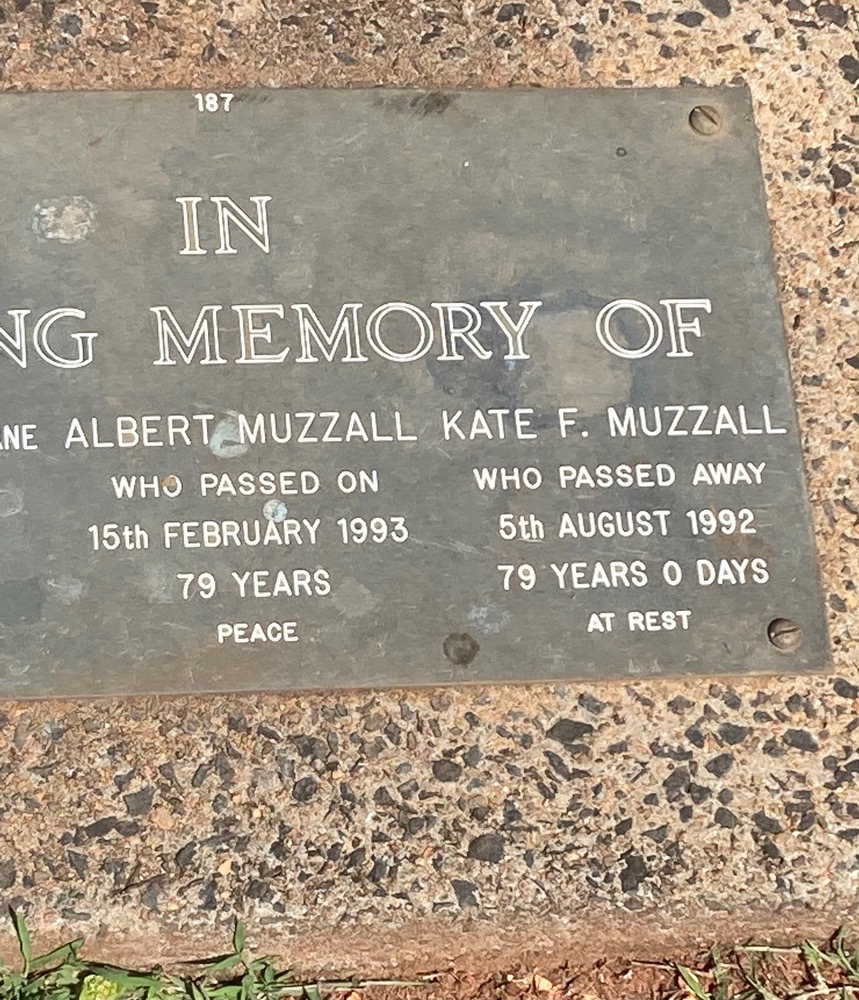 187
IN
NG MEMORY OF
NE ALBERT MUZZALL KATE F. MUZZALL
WHO PASSED ON WHO PASSED AWAY
15th FEBRUARY 1993 5th AUGUST 1992
79 YEARS 79 YEARS 0 DAYS
PEACE AT REST